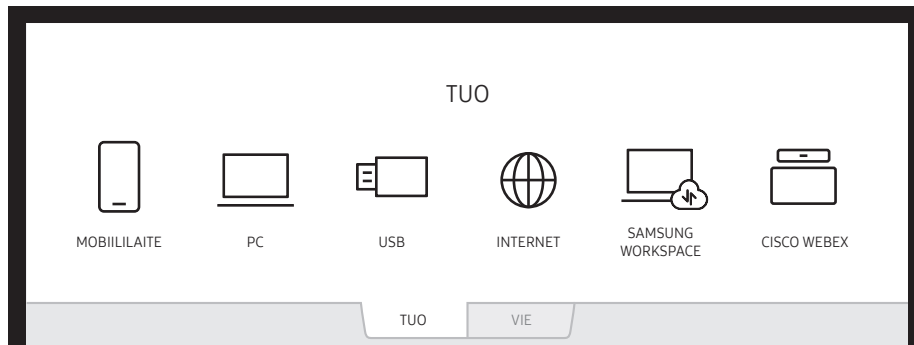 TUO
MOBIILILAITE
PC
USB
INTERNET
SAMSUNG
WORKSPACE
CISCO WEBEX
TUO
VIE